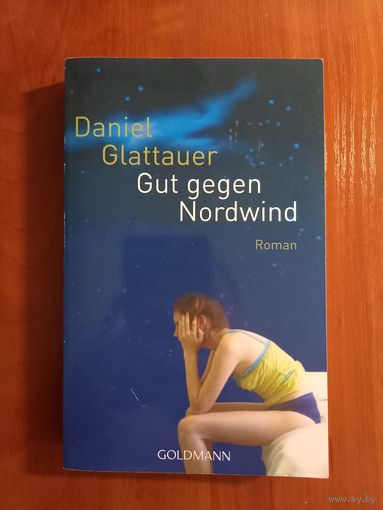 Daniel
Glattauer
Gut gegen
Nordwind
Roman
GOLDMANN
www.ay.by